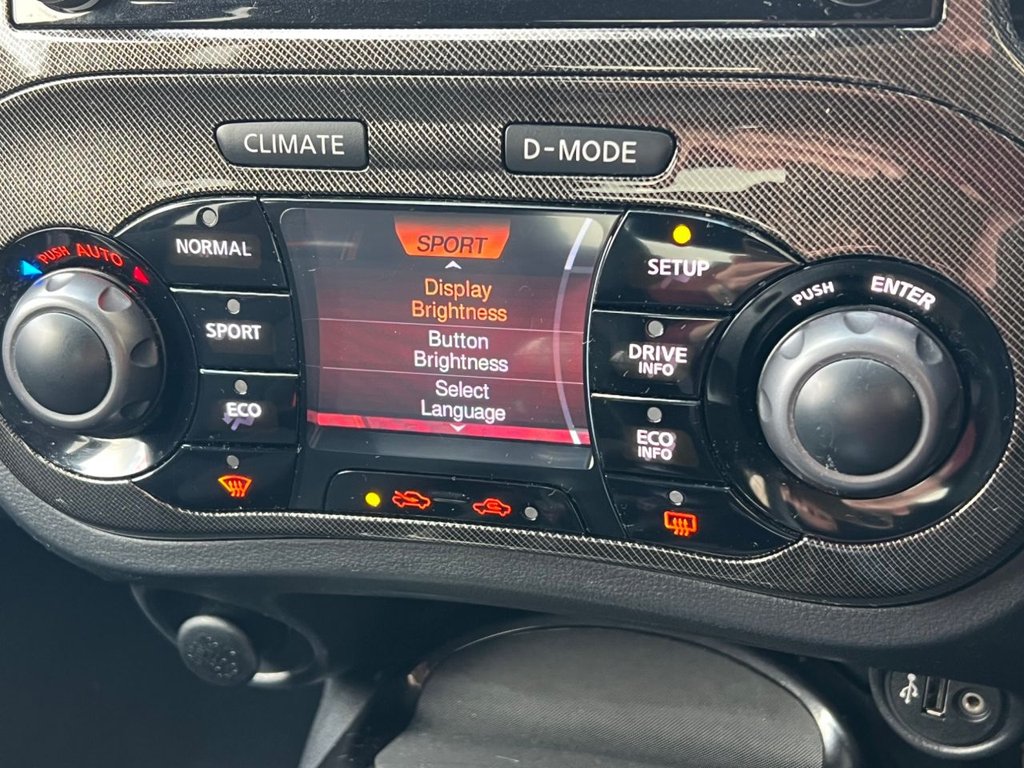 CLIMATE
D-MODE
PUSH AUTO
NORMAL
SPORT
ECO
SPORT
Display
Brightness
Button
Brightness
Select
Language
SETUP
DRIVE
INFO
ECO
INFO
PUSH ENTER